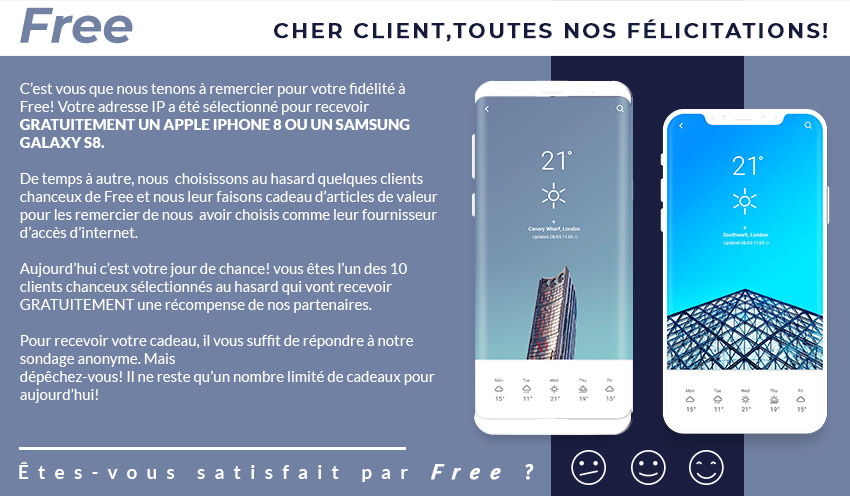 Free
CHER CLIENT,TOUTES NOS FÉLICITATIONS!
C'est vous que nous tenons à remercier pour votre fidélité à
Free! Votre adresse IP a été sélectionné pour recevoir
GRATUITEMENT UN APPLE IPHONE 8 OU UN SAMSUNG
GALAXY S8.
De temps à autre, nous choisissons au hasard quelques clients
chanceux de Free et nous leur faisons cadeau d'articles de valeur
pour les remercier de nous avoir choisis comme leur fournisseur
d'accès d'internet.
Aujourd'hui c'est votre jour de chance! vous êtes l'un des 10
clients chanceux sélectionnés au hasard qui vont recevoir
GRATUITEMENT une récompense de nos partenaires.
Pour recevoir votre cadeau, il vous suffit de répondre à notre
sondage anonyme. Mais
dépêchez-vous! Il ne reste qu'un nombre limité de cadeaux pour
aujourd'hui!
Êtes-vous satisfait par Free ?
21°
Canary Wharf, London
Updated 08/05 11:05
Mon Tue Wed Thu Fri
15° 11° 21° 19° 15°
21°
Southwark, London
Updated 08/05 11:05
Mon Tue Wed Thu Fri
15° 11° 21° 19° 15°